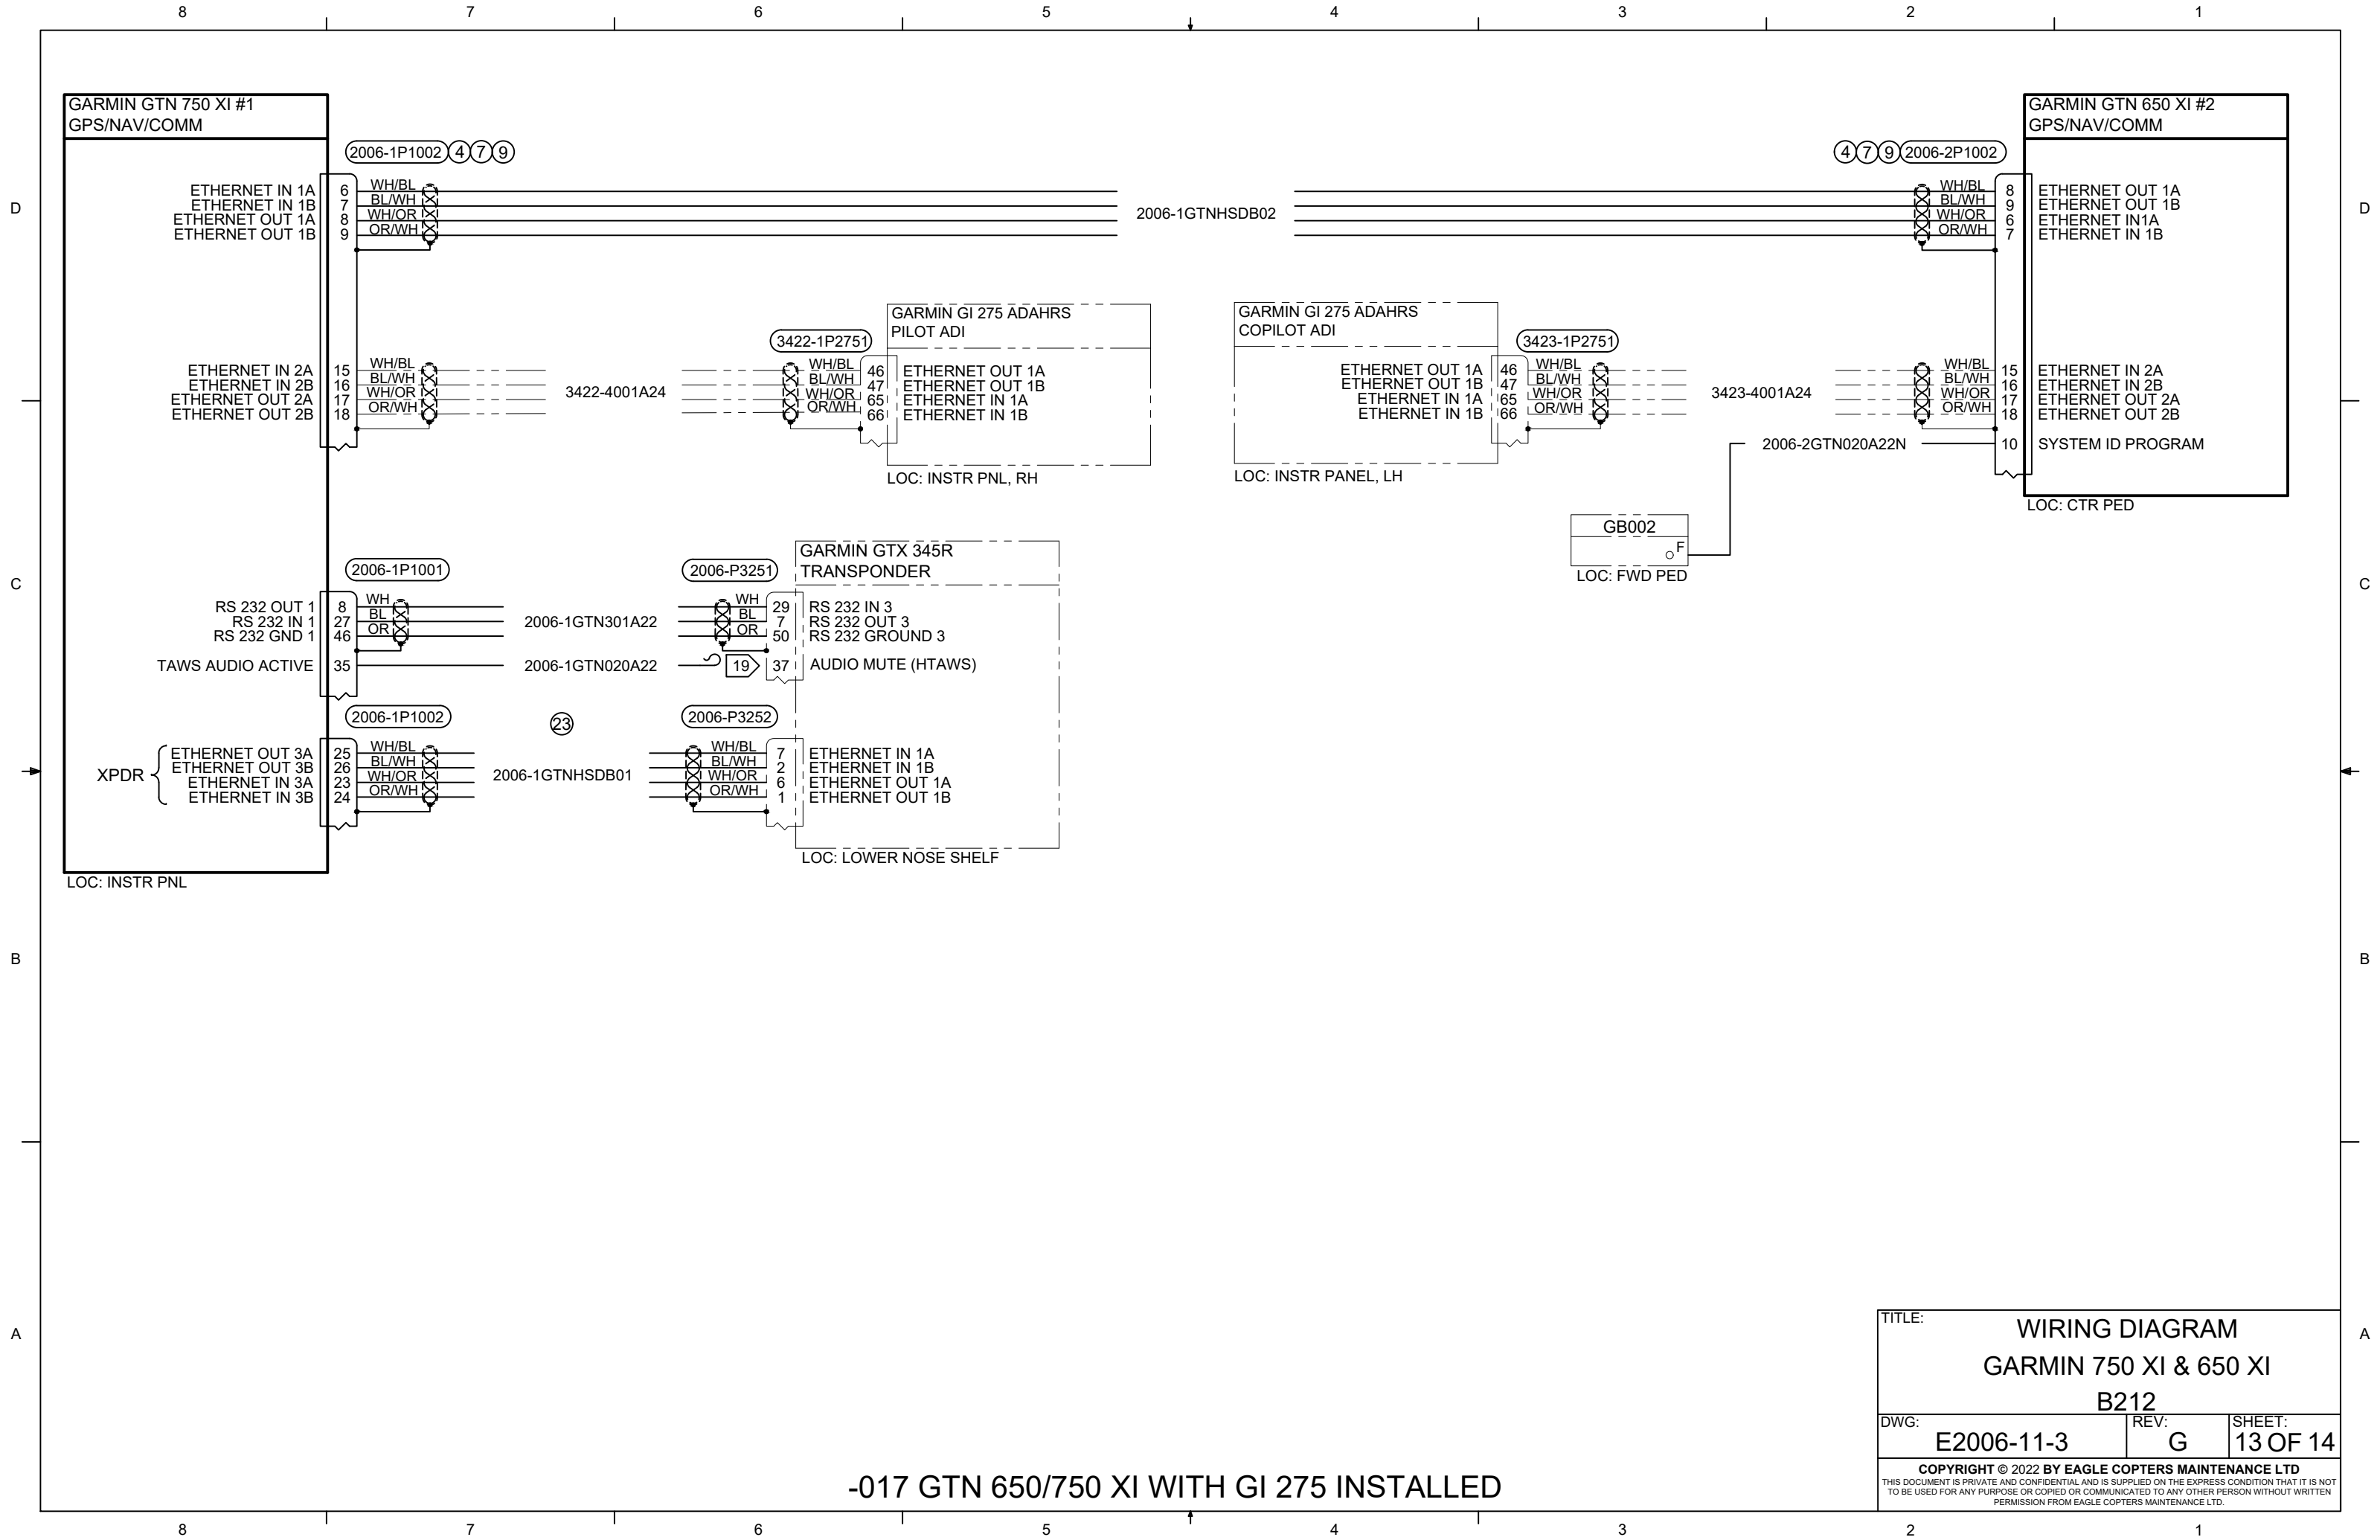 8 7 6 5 4 3 2 1
GARMIN GTN 750 XI #1
GPS/NAV/COMM
2006-1P1002 4 7 9
ETHERNET IN 1A 6 WH/BL
ETHERNET IN 1B 7 BL/WH
ETHERNET OUT 1A 8 WH/OR
ETHERNET OUT 1B 9 OR/WH
2006-1GTNHSDB02
GARMIN GTN 650 XI #2
GPS/NAV/COMM
4 7 9 2006-2P1002
WH/BL 8 ETHERNET OUT 1A
BL/WH 9 ETHERNET OUT 1B
WH/OR 6 ETHERNET IN1A
OR/WH 7 ETHERNET IN 1B
D D
ETHERNET IN 2A 15 WH/BL
ETHERNET IN 2B 16 BL/WH
ETHERNET OUT 2A 17 WH/OR
ETHERNET OUT 2B 18 OR/WH
3422-4001A24
3422-1P2751
GARMIN GI 275 ADAHRS
PILOT ADI
WH/BL 46 ETHERNET OUT 1A
BL/WH 47 ETHERNET OUT 1B
WH/OR 65 ETHERNET IN 1A
OR/WH 66 ETHERNET IN 1B
LOC: INSTR PNL, RH
GARMIN GI 275 ADAHRS
COPILOT ADI
3423-1P2751
ETHERNET OUT 1A 46 WH/BL
ETHERNET OUT 1B 47 BL/WH
ETHERNET IN 1A 65 WH/OR
ETHERNET IN 1B 66 OR/WH
LOC: INSTR PANEL, LH
3423-4001A24
WH/BL 15 ETHERNET IN 2A
BL/WH 16 ETHERNET IN 2B
WH/OR 17 ETHERNET OUT 2A
OR/WH 18 ETHERNET OUT 2B
2006-2GTN020A22N 10 SYSTEM ID PROGRAM
LOC: CTR PED
GB002
F
LOC: FWD PED
C C
2006-1P1001
RS 232 OUT 1 8 WH
RS 232 IN 1 27 BL
RS 232 GND 1 46 OR
2006-1GTN301A22
TAWS AUDIO ACTIVE 35 2006-1GTN020A22 19 37 AUDIO MUTE (HTAWS)
2006-P3251
GARMIN GTX 345R
TRANSPONDER
WH 29 RS 232 IN 3
BL 7 RS 232 OUT 3
OR 50 RS 232 GROUND 3
2006-1P1002
23
2006-P3252
XPDR
ETHERNET OUT 3A 25 WH/BL
ETHERNET OUT 3B 26 BL/WH
ETHERNET IN 3A 23 WH/OR
ETHERNET IN 3B 24 OR/WH
2006-1GTNHSDB01
WH/BL 7 ETHERNET IN 1A
BL/WH 2 ETHERNET IN 1B
WH/OR 6 ETHERNET OUT 1A
OR/WH 1 ETHERNET OUT 1B
LOC: LOWER NOSE SHELF
LOC: INSTR PNL
B B
A A
TITLE:
WIRING DIAGRAM
GARMIN 750 XI & 650 XI
B212
DWG: REV: SHEET:
E2006-11-3 G 13 OF 14
COPYRIGHT © 2022 BY EAGLE COPTERS MAINTENANCE LTD
THIS DOCUMENT IS PRIVATE AND CONFIDENTIAL AND IS SUPPLIED ON THE EXPRESS CONDITION THAT IT IS NOT
TO BE USED FOR ANY PURPOSE OR COPIED OR COMMUNICATED TO ANY OTHER PERSON WITHOUT WRITTEN
PERMISSION FROM EAGLE COPTERS MAINTENANCE LTD.
-017 GTN 650/750 XI WITH GI 275 INSTALLED
8 7 6 5 4 3 2 1